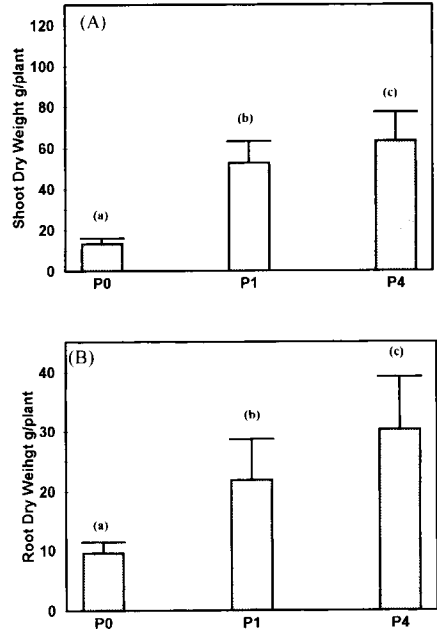 (A)
Shoot Dry Weight g/plant
120
100
80
60
40
20
0
(a)
(b)
(c)
P0
P1
P4
(B)
Root Dry Weihgt g/plant
40
30
20
10
0
(a)
(b)
(c)
P0
P1
P4